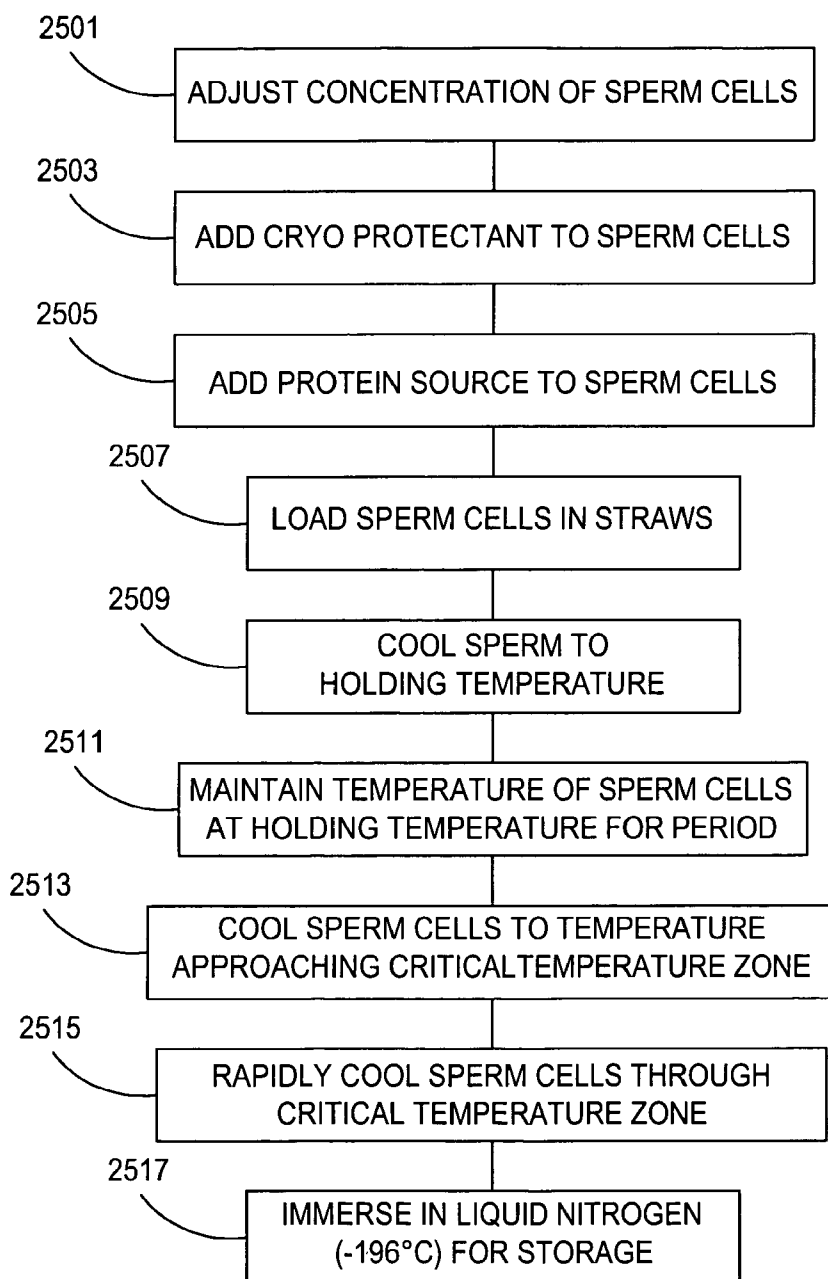 2501
ADJUST CONCENTRATION OF SPERM CELLS
2503
ADD CRYO PROTECTANT TO SPERM CELLS
2505
ADD PROTEIN SOURCE TO SPERM CELLS
2507
LOAD SPERM CELLS IN STRAWS
2509
COOL SPERM TO
HOLDING TEMPERATURE
2511
MAINTAIN TEMPERATURE OF SPERM CELLS
AT HOLDING TEMPERATURE FOR PERIOD
2513
COOL SPERM CELLS TO TEMPERATURE
APPROACHING CRITICALTEMPERATURE ZONE
2515
RAPIDLY COOL SPERM CELLS THROUGH
CRITICAL TEMPERATURE ZONE
2517
IMMERSE IN LIQUID NITROGEN
(-196°C) FOR STORAGE